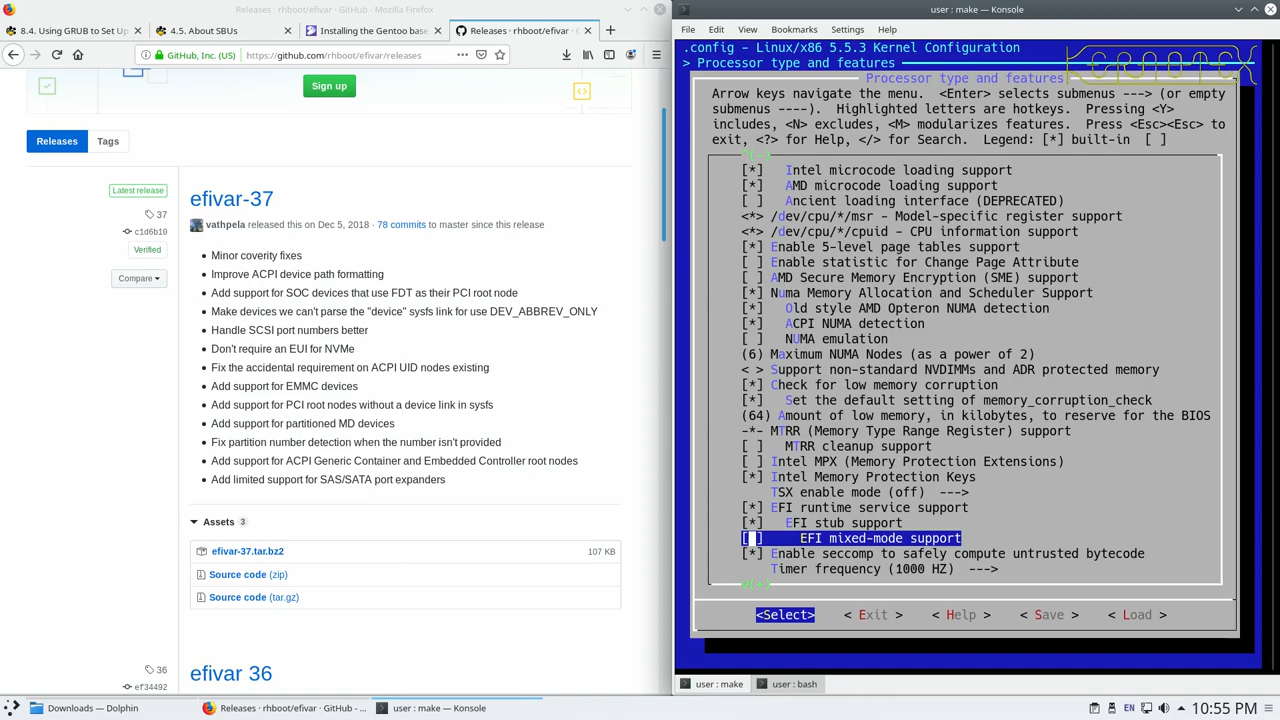 Releases · rhboot/efivar · GitHub - Mozilla Firefox
8.4. Using GRUB to Set Up
4.5. About SBUs
Installing the Gentoo base
Releases · rhboot/efivar ·
GitHub, Inc. (US)
https://github.com/rhboot/efivar/releases
Sign up
Releases
Tags
Latest release
37
c1d6b10
Verified
Compare
efivar-37
vathpela released this on Dec 5, 2018 · 78 commits to master since this release
Minor coverity fixes
Improve ACPI device path formatting
Add support for SOC devices that use FDT as their PCI root node
Make devices we can't parse the "device" sysfs link for use DEV_ABBREV_ONLY
Handle SCSI port numbers better
Don't require an EUI for NVMe
Fix the accidental requirement on ACPI UID nodes existing
Add support for EMMC devices
Add support for PCI root nodes without a device link in sysfs
Add support for partitioned MD devices
Fix partition number detection when the number isn't provided
Add support for ACPI Generic Container and Embedded Controller root nodes
Add limited support for SAS/SATA port expanders
Assets 3
efivar-37.tar.bz2 107 KB
Source code (zip)
Source code (tar.gz)
36
ef34492
efivar 36
user : make — Konsole
File Edit View Bookmarks Settings Help
.config - Linux/x86 5.5.3 Kernel Configuration
> Processor type and features
Processor type and features
Arrow keys navigate the menu. <Enter> selects submenus ---> (or empty
submenus ----). Highlighted letters are hotkeys. Pressing <Y>
includes, <N> excludes, <M> modularizes features. Press <Esc><Esc> to
exit, <?> for Help, </> for Search. Legend: [*] built-in [ ]
^(-)
[*] Intel microcode loading support
[*] AMD microcode loading support
[ ] Ancient loading interface (DEPRECATED)
<*> /dev/cpu/*/msr - Model-specific register support
<*> /dev/cpu/*/cpuid - CPU information support
[*] Enable 5-level page tables support
[ ] Enable statistic for Change Page Attribute
[ ] AMD Secure Memory Encryption (SME) support
[*] Numa Memory Allocation and Scheduler Support
[*] Old style AMD Opteron NUMA detection
[*] ACPI NUMA detection
[ ] NUMA emulation
(6) Maximum NUMA Nodes (as a power of 2)
< > Support non-standard NVDIMMs and ADR protected memory
[*] Check for low memory corruption
[*] Set the default setting of memory_corruption_check
(64) Amount of low memory, in kilobytes, to reserve for the BIOS
-*- MTRR (Memory Type Range Register) support
[ ] MTRR cleanup support
[ ] Intel MPX (Memory Protection Extensions)
[*] Intel Memory Protection Keys
TSX enable mode (off) --->
[*] EFI runtime service support
[*] EFI stub support
[ ] EFI mixed-mode support
[*] Enable seccomp to safely compute untrusted bytecode
Timer frequency (1000 HZ) --->
v(+)
<Select> < Exit > < Help > < Save > < Load >
user : make
user : bash
Downloads — Dolphin
Releases · rhboot/efivar · GitHub - ...
user : make — Konsole
EN
10:55 PM